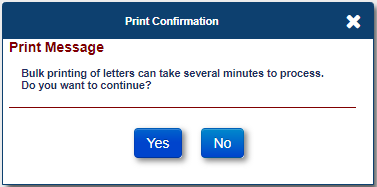 Print Confirmation
Print Message
Bulk printing of letters can take several minutes to process.
Do you want to continue?
Yes No